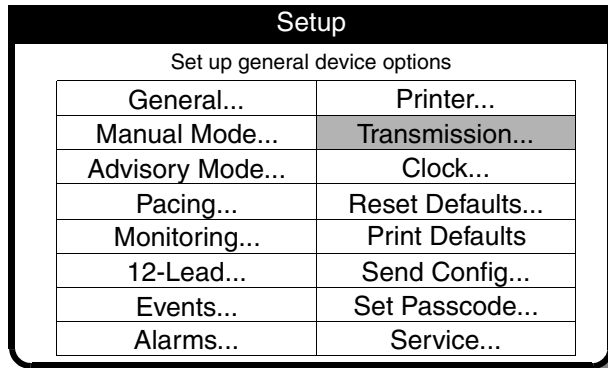 Setup
Set up general device options
General... Printer...
Manual Mode... Transmission...
Advisory Mode... Clock...
Pacing... Reset Defaults...
Monitoring... Print Defaults
12-Lead... Send Config...
Events... Set Passcode...
Alarms... Service...